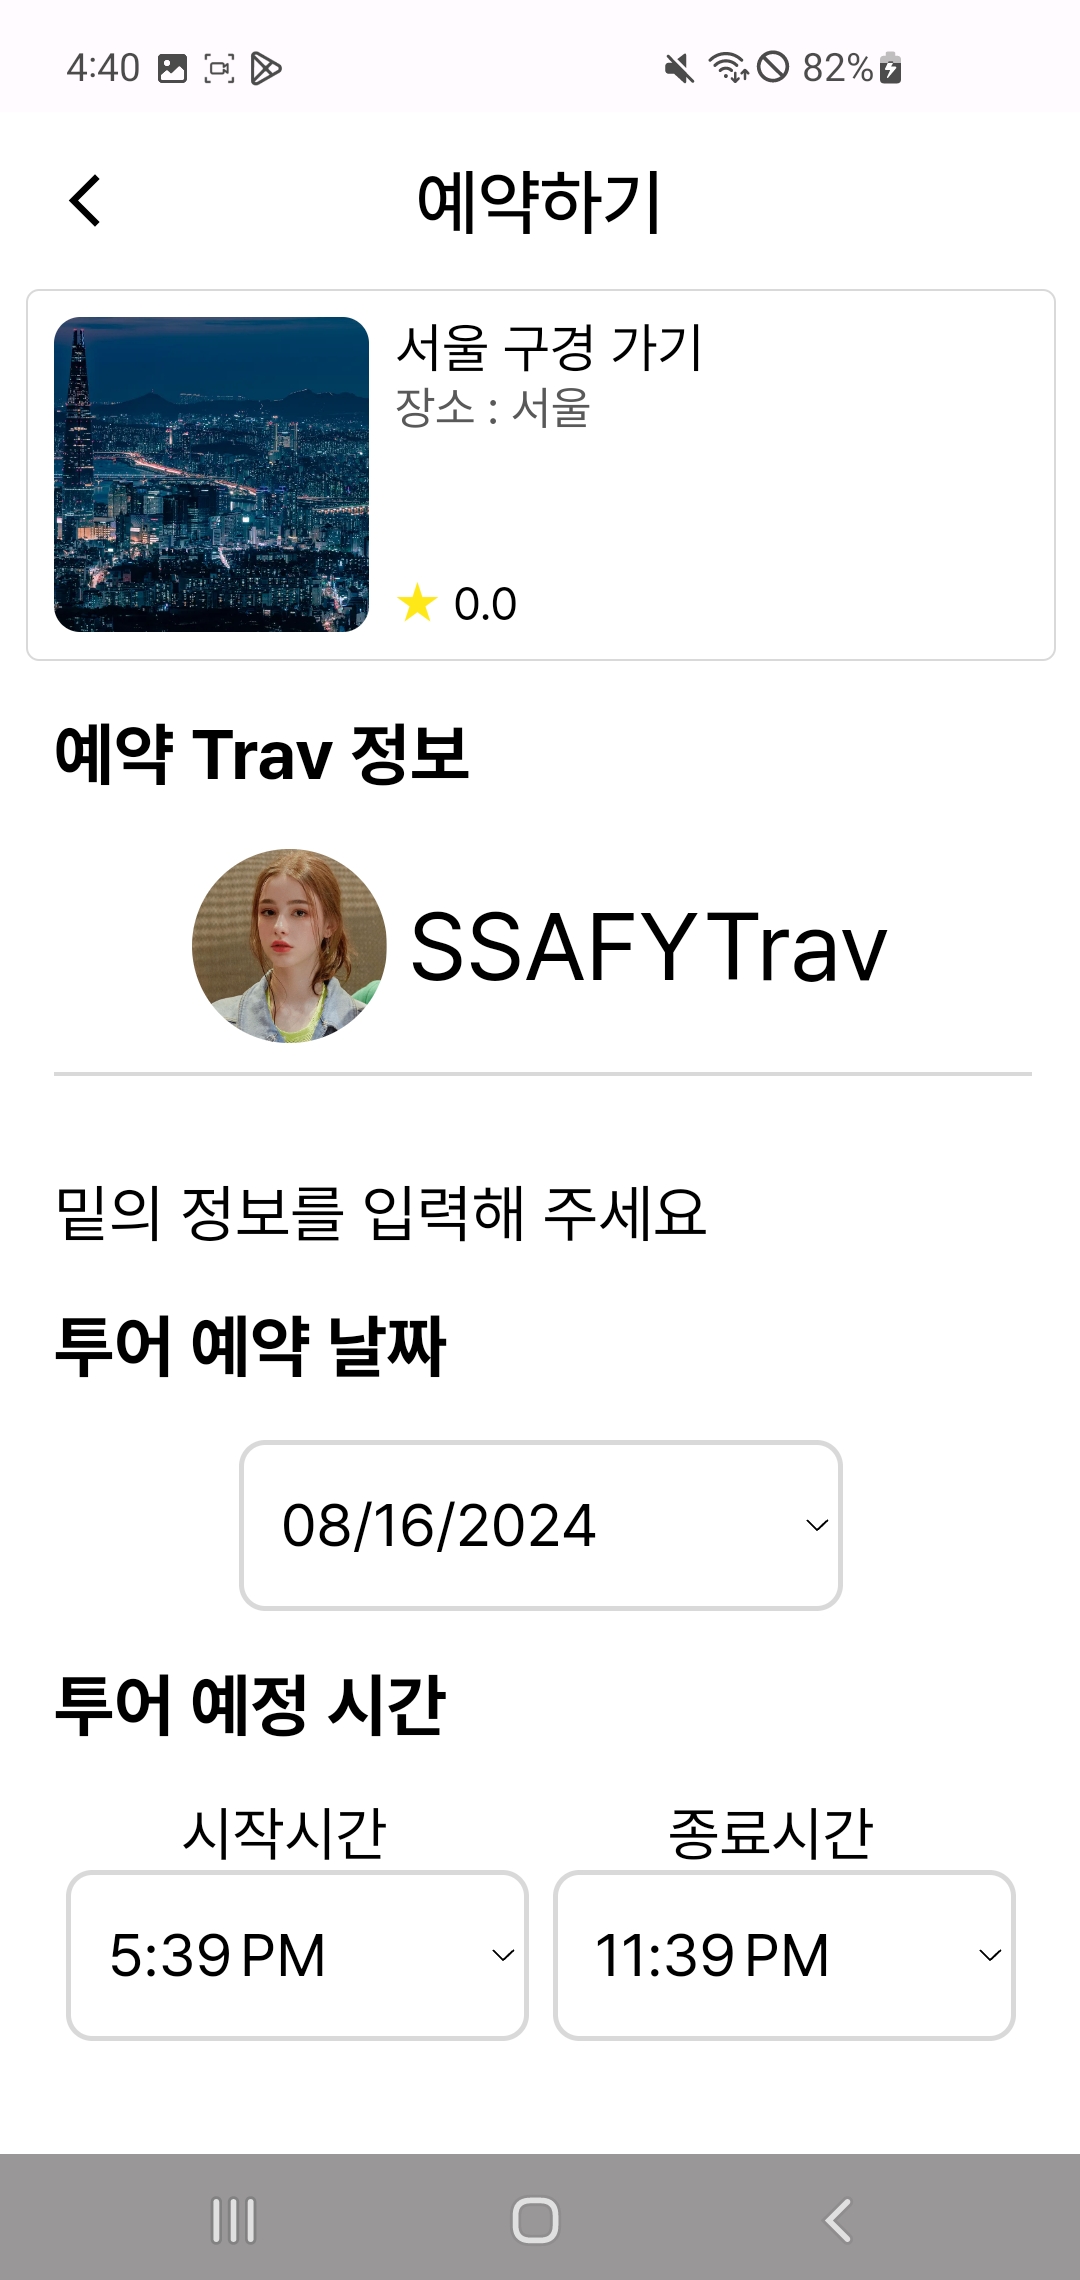 4:40 82%
예약하기
서울 구경 가기
장소 : 서울
0.0
예약 Trav 정보
SSAFYTrav
밑의 정보를 입력해 주세요
투어 예약 날짜
08/16/2024
투어 예정 시간
시작시간 종료시간
5:39 PM 11:39 PM